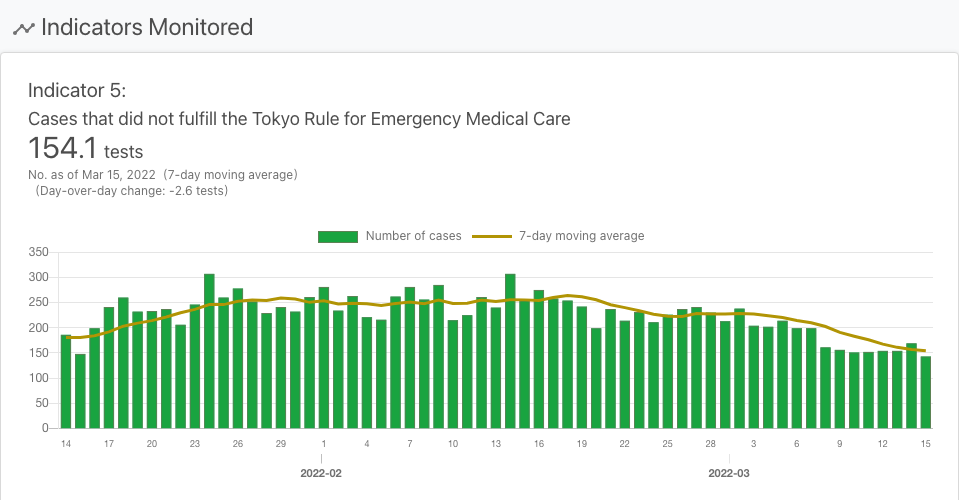 Indicators Monitored
Indicator 5:
Cases that did not fulfill the Tokyo Rule for Emergency Medical Care
154.1 tests
No. as of Mar 15, 2022 (7-day moving average)
(Day-over-day change: -2.6 tests)
Number of cases 7-day moving average
350
300
250
200
150
100
50
0
14 17 20 23 26 29 1 4 7 10 13 16 19 22 25 28 3 6 9 12 15
2022-02 2022-03